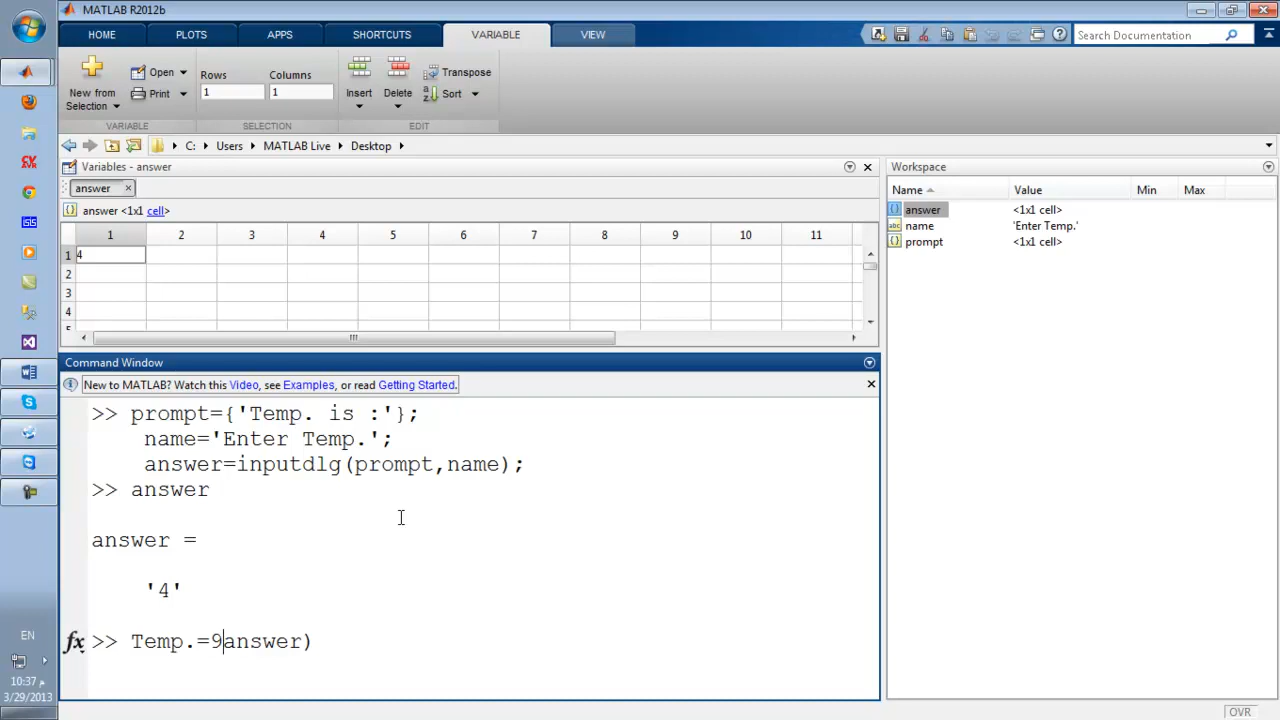 MATLAB R2012b
HOME PLOTS APPS SHORTCUTS VARIABLE VIEW
Search Documentation
New from
Selection
Open
Print
Rows Columns
1 1
Insert
Delete
Transpose
Sort
VARIABLE SELECTION EDIT
C: Users MATLAB Live Desktop
Variables - answer
answer
answer <1x1 cell>
1 2 3 4 5 6 7 8 9 10 11
1 4
2
3
4
5
Workspace
Name Value Min Max
answer <1x1 cell>
name 'Enter Temp.'
prompt <1x1 cell>
Command Window
New to MATLAB? Watch this Video, see Examples, or read Getting Started.
>> prompt={'Temp. is :'};
name='Enter Temp.';
answer=inputdlg(prompt,name);
>> answer
answer =
'4'
fx >> Temp.=9answer)
EN
10:37 م
3/29/2013
OVR